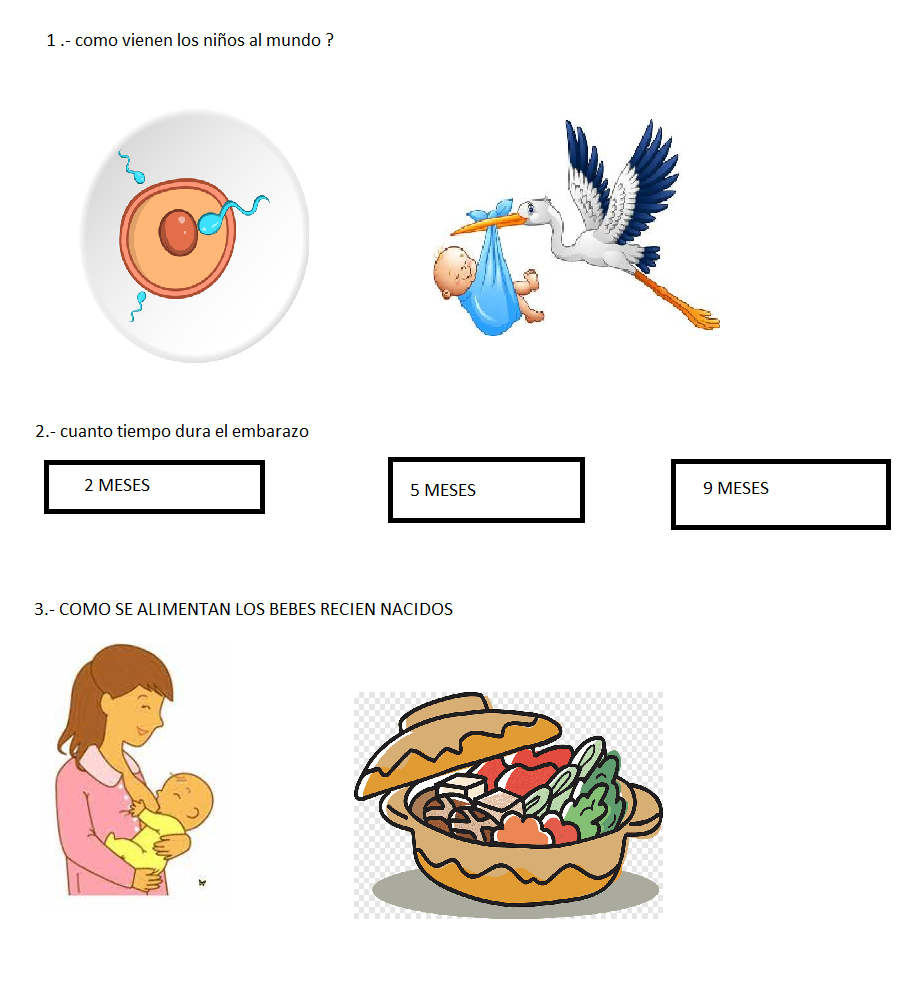 1 .- como vienen los niños al mundo ?
2.- cuanto tiempo dura el embarazo
2 MESES
5 MESES
9 MESES
3.- COMO SE ALIMENTAN LOS BEBES RECIEN NACIDOS